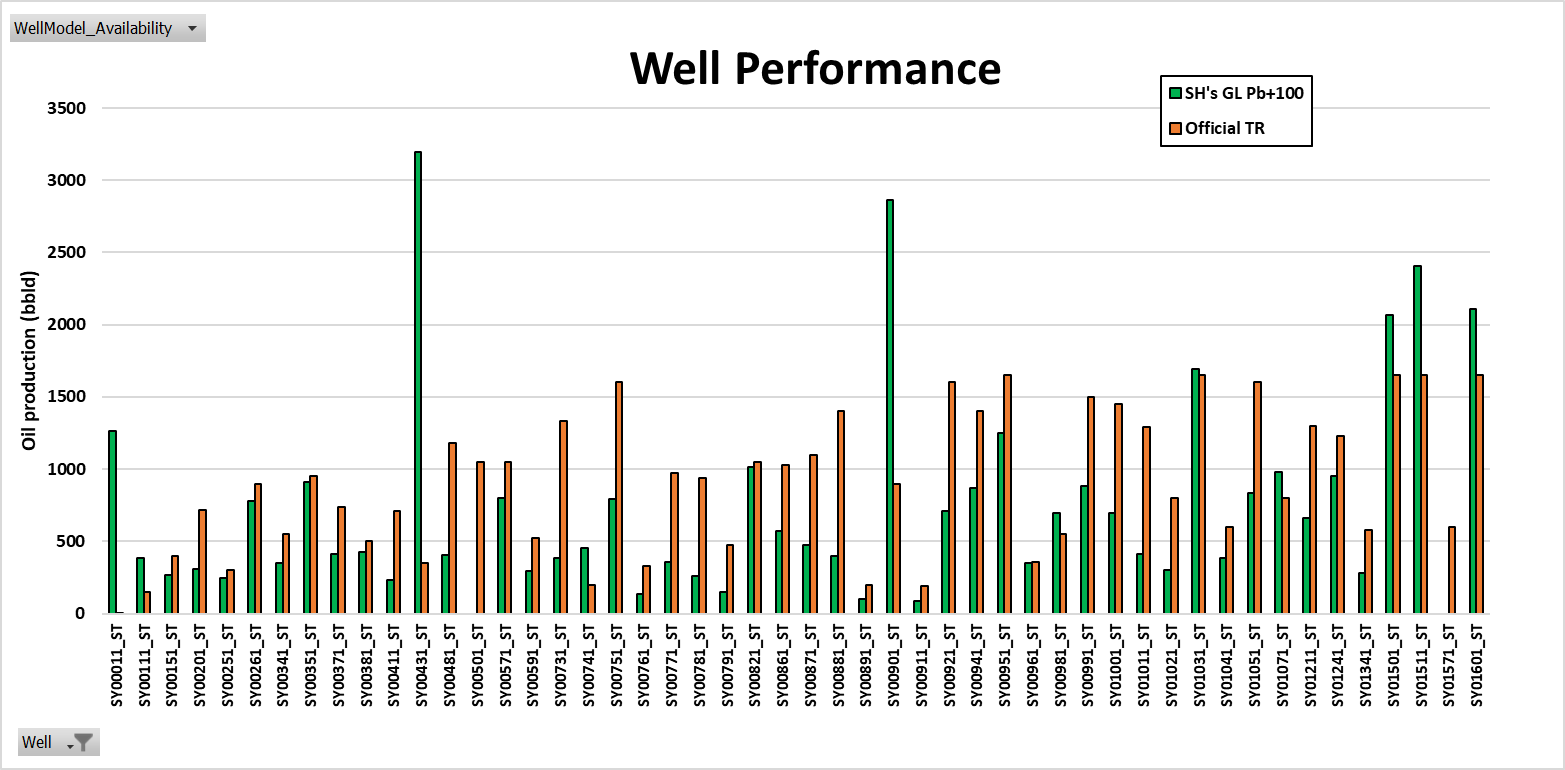 WellModel_Availability
Well Performance
SH's GL Pb+100
Official TR
Oil production (bbld)
3500
3000
2500
2000
1500
1000
500
0
SY00011_ST
SY00111_ST
SY00151_ST
SY00201_ST
SY00251_ST
SY00261_ST
SY00341_ST
SY00351_ST
SY00371_ST
SY00381_ST
SY00411_ST
SY00431_ST
SY00481_ST
SY00501_ST
SY00571_ST
SY00591_ST
SY00731_ST
SY00741_ST
SY00751_ST
SY00761_ST
SY00771_ST
SY00781_ST
SY00791_ST
SY00821_ST
SY00861_ST
SY00871_ST
SY00881_ST
SY00891_ST
SY00901_ST
SY00911_ST
SY00921_ST
SY00941_ST
SY00951_ST
SY00961_ST
SY00981_ST
SY00991_ST
SY01001_ST
SY01011_ST
SY01021_ST
SY01031_ST
SY01041_ST
SY01051_ST
SY01071_ST
SY01211_ST
SY01241_ST
SY01341_ST
SY01501_ST
SY01511_ST
SY01571_ST
SY01601_ST
Well